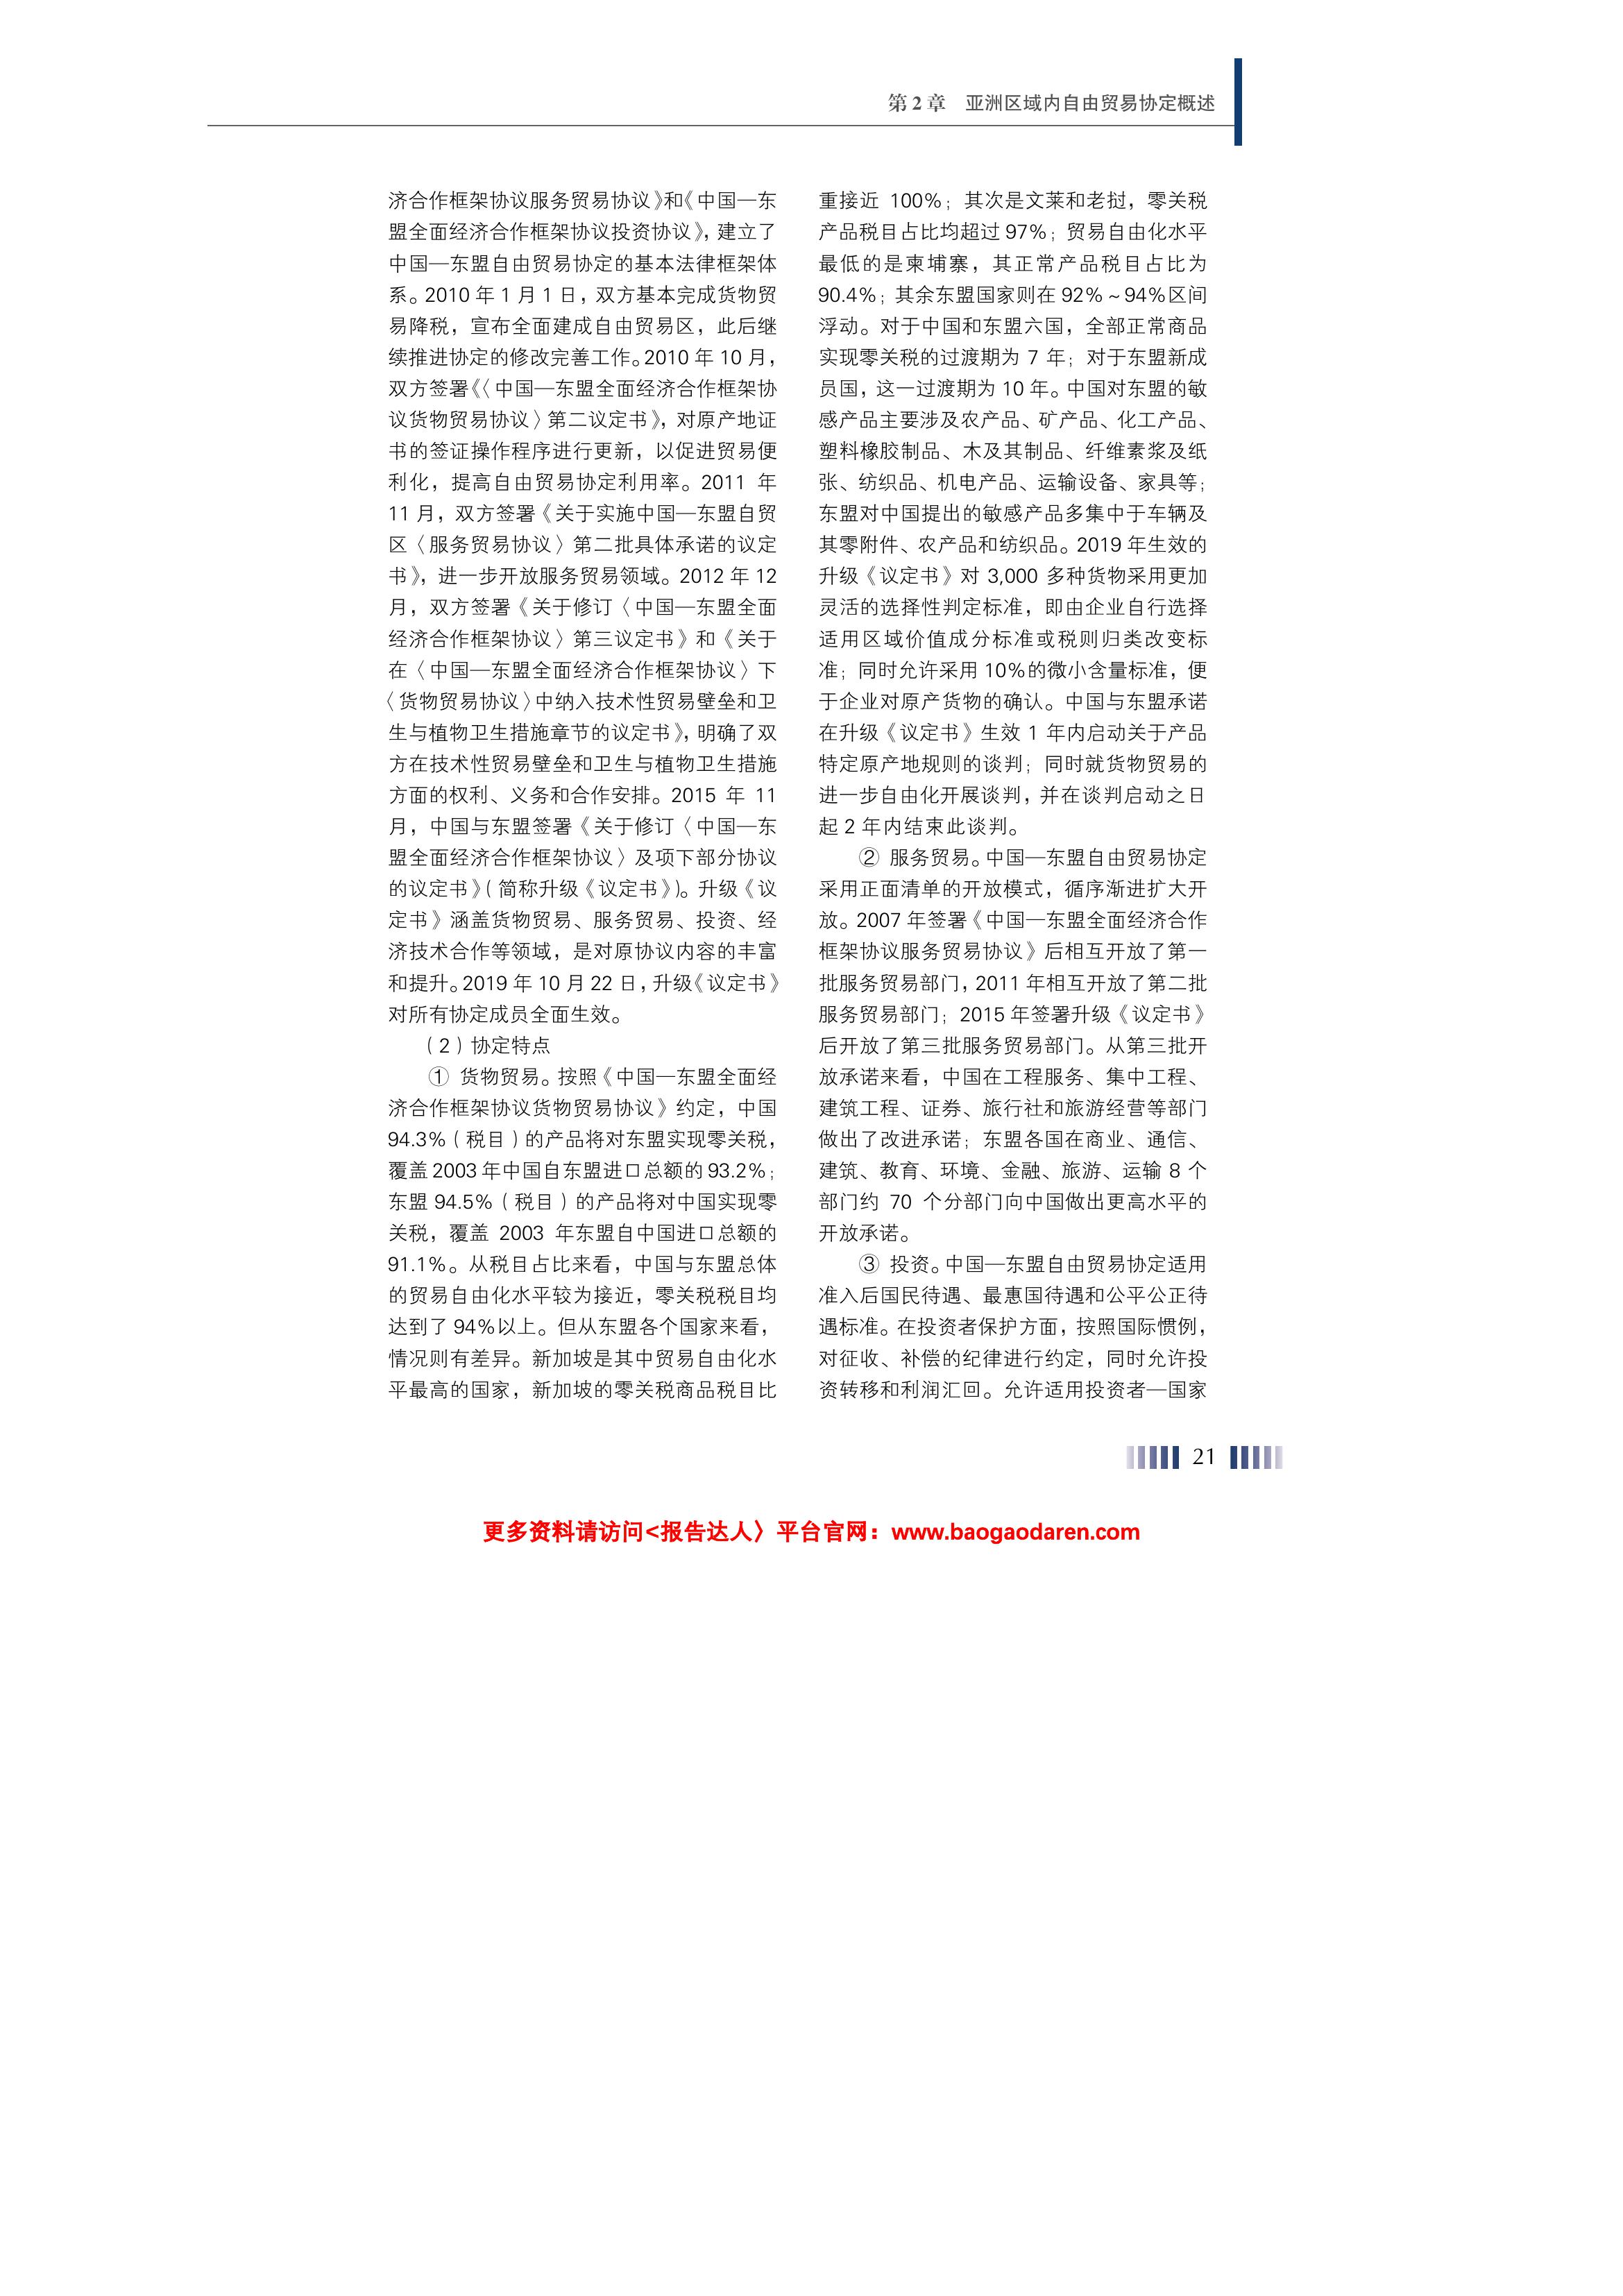 第 2 章　亚洲区域内自由贸易协定概述
济合作框架协议服务贸易协议》和《中国—东
盟全面经济合作框架协议投资协议》，建立了
中国—东盟自由贸易协定的基本法律框架体
系。2010 年 1 月 1 日，双方基本完成货物贸
易降税，宣布全面建成自由贸易区，此后继
续推进协定的修改完善工作。2010 年 10 月，
双方签署《〈中国—东盟全面经济合作框架协
议货物贸易协议〉第二议定书》，对原产地证
书的签证操作程序进行更新，以促进贸易便
利化，提高自由贸易协定利用率。2011 年
11 月，双方签署《关于实施中国—东盟自贸
区〈服务贸易协议〉第二批具体承诺的议定
书》，进一步开放服务贸易领域。2012 年 12
月，双方签署《关于修订〈中国—东盟全面
经济合作框架协议〉第三议定书》和《关于
在〈中国—东盟全面经济合作框架协议〉下
〈货物贸易协议〉中纳入技术性贸易壁垒和卫
生与植物卫生措施章节的议定书》，明确了双
方在技术性贸易壁垒和卫生与植物卫生措施
方面的权利、义务和合作安排。2015 年 11
月，中国与东盟签署《关于修订〈中国—东
盟全面经济合作框架协议〉及项下部分协议
的议定书》（简称升级《议定书》）。升级《议
定书》涵盖货物贸易、服务贸易、投资、经
济技术合作等领域，是对原协议内容的丰富
和提升。2019 年 10 月 22 日，升级《议定书》
对所有协定成员全面生效。
（2）协定特点
① 货物贸易。按照《中国—东盟全面经
济合作框架协议货物贸易协议》约定，中国
94.3%（税目）的产品将对东盟实现零关税，
覆盖 2003 年中国自东盟进口总额的 93.2%；
东盟 94.5%（税目）的产品将对中国实现零
关税，覆盖 2003 年东盟自中国进口总额的
91.1%。从税目占比来看，中国与东盟总体
的贸易自由化水平较为接近，零关税税目均
达到了 94%以上。但从东盟各个国家来看，
情况则有差异。新加坡是其中贸易自由化水
平最高的国家，新加坡的零关税商品税目比
重接近 100%；其次是文莱和老挝，零关税
产品税目占比均超过 97%；贸易自由化水平
最低的是柬埔寨，其正常产品税目占比为
90.4%；其余东盟国家则在 92%～94%区间
浮动。对于中国和东盟六国，全部正常商品
实现零关税的过渡期为 7 年；对于东盟新成
员国，这一过渡期为 10 年。中国对东盟的敏
感产品主要涉及农产品、矿产品、化工产品、
塑料橡胶制品、木及其制品、纤维素浆及纸
张、纺织品、机电产品、运输设备、家具等；
东盟对中国提出的敏感产品多集中于车辆及
其零附件、农产品和纺织品。2019 年生效的
升级《议定书》对 3,000 多种货物采用更加
灵活的选择性判定标准，即由企业自行选择
适用区域价值成分标准或税则归类改变标
准；同时允许采用 10%的微小含量标准，便
于企业对原产货物的确认。中国与东盟承诺
在升级《议定书》生效 1 年内启动关于产品
特定原产地规则的谈判；同时就货物贸易的
进一步自由化开展谈判，并在谈判启动之日
起 2 年内结束此谈判。
② 服务贸易。中国—东盟自由贸易协定
采用正面清单的开放模式，循序渐进扩大开
放。2007 年签署《中国—东盟全面经济合作
框架协议服务贸易协议》后相互开放了第一
批服务贸易部门，2011 年相互开放了第二批
服务贸易部门；2015 年签署升级《议定书》
后开放了第三批服务贸易部门。从第三批开
放承诺来看，中国在工程服务、集中工程、
建筑工程、证券、旅行社和旅游经营等部门
做出了改进承诺；东盟各国在商业、通信、
建筑、教育、环境、金融、旅游、运输 8 个
部门约 70 个分部门向中国做出更高水平的
开放承诺。
③ 投资。中国—东盟自由贸易协定适用
准入后国民待遇、最惠国待遇和公平公正待
遇标准。在投资者保护方面，按照国际惯例，
对征收、补偿的纪律进行约定，同时允许投
资转移和利润汇回。允许适用投资者—国家
21
更多资料请访问<报告达人〉平台官网：www.baogaodaren.com